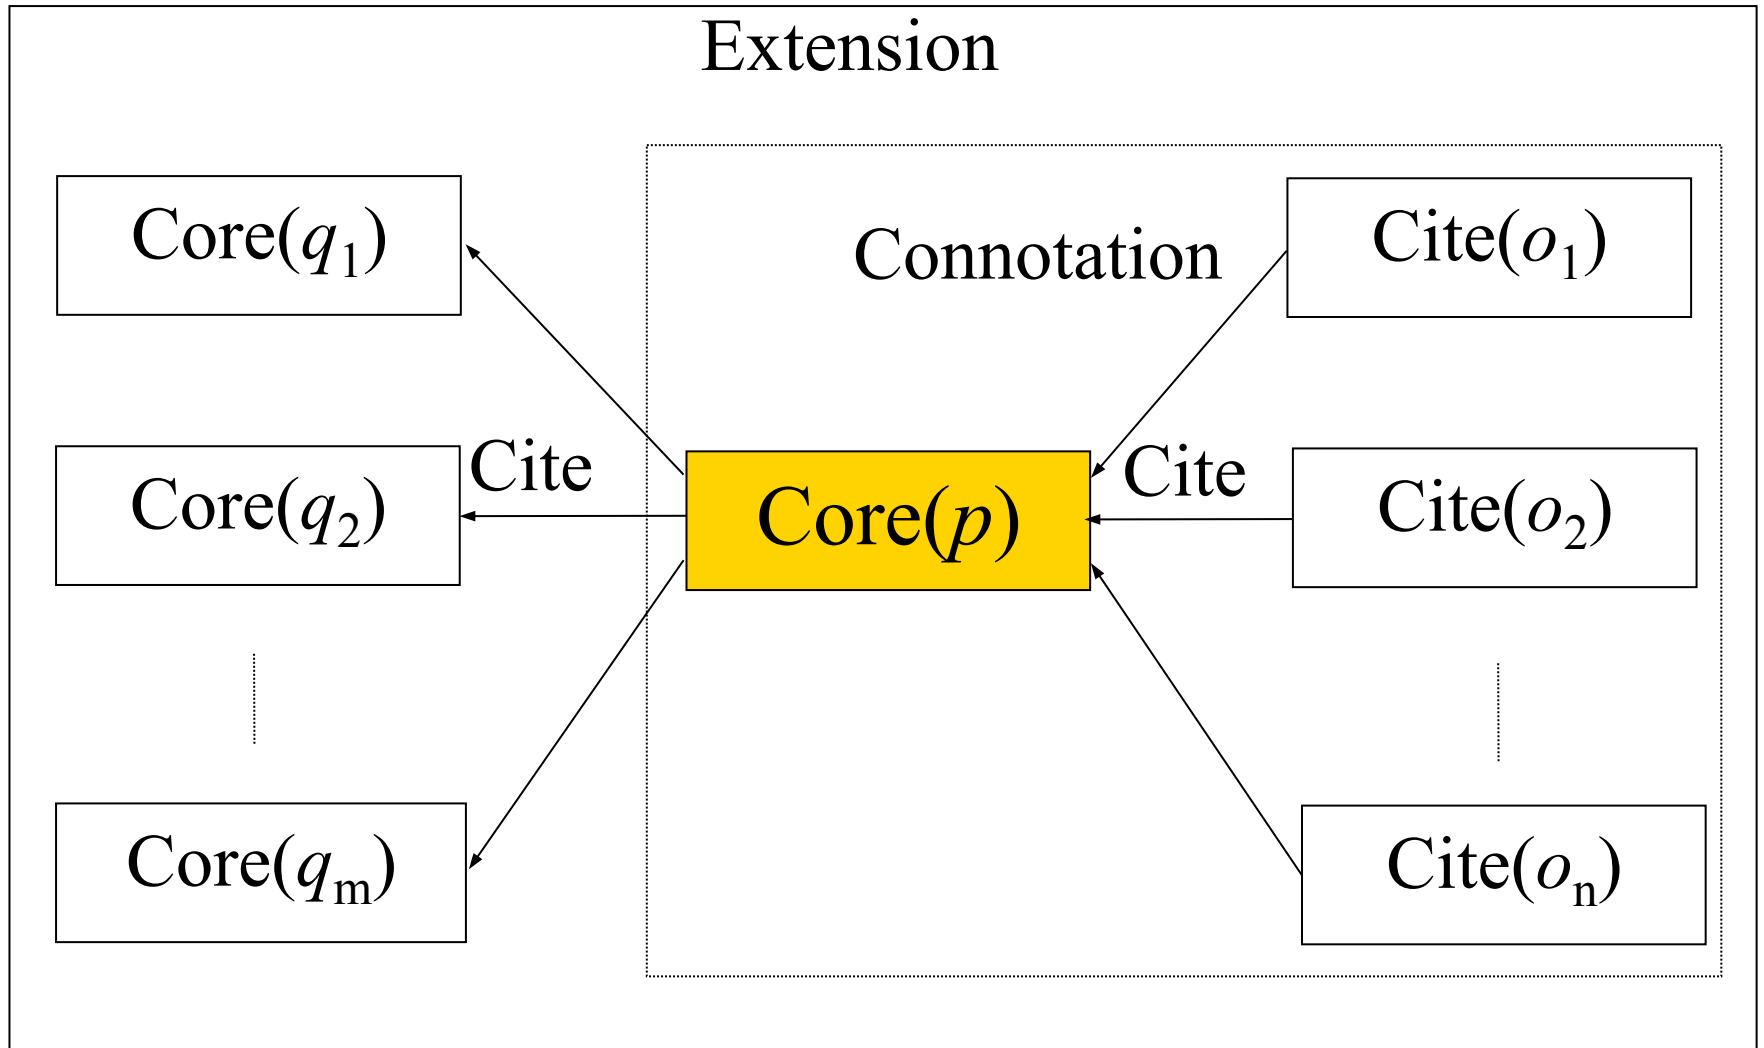 Extension
Core(q1)
Connotation
Cite(o1)
Core(q2)
Cite
Core(p)
Cite
Cite(o2)
Core(qm)
Cite(on)